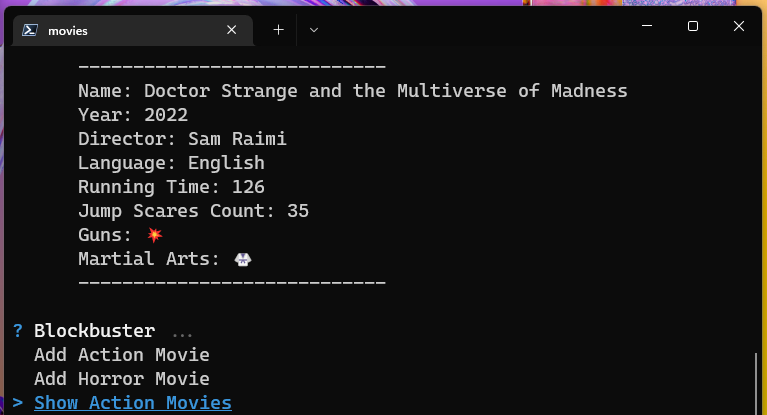 movies
----------------------------
Name: Doctor Strange and the Multiverse of Madness
Year: 2022
Director: Sam Raimi
Language: English
Running Time: 126
Jump Scares Count: 35
Guns: 💥
Martial Arts: 🥋
----------------------------
? Blockbuster ...
Add Action Movie
Add Horror Movie
> Show Action Movies